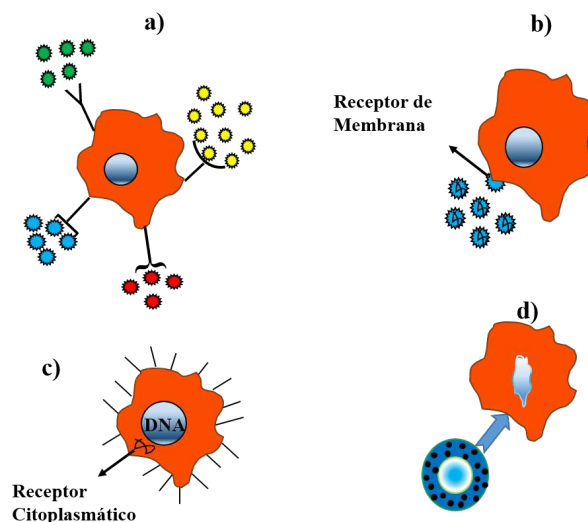 a)
b)
Receptor de
Membrana
c)
DNA
Receptor
Citoplasmático
d)